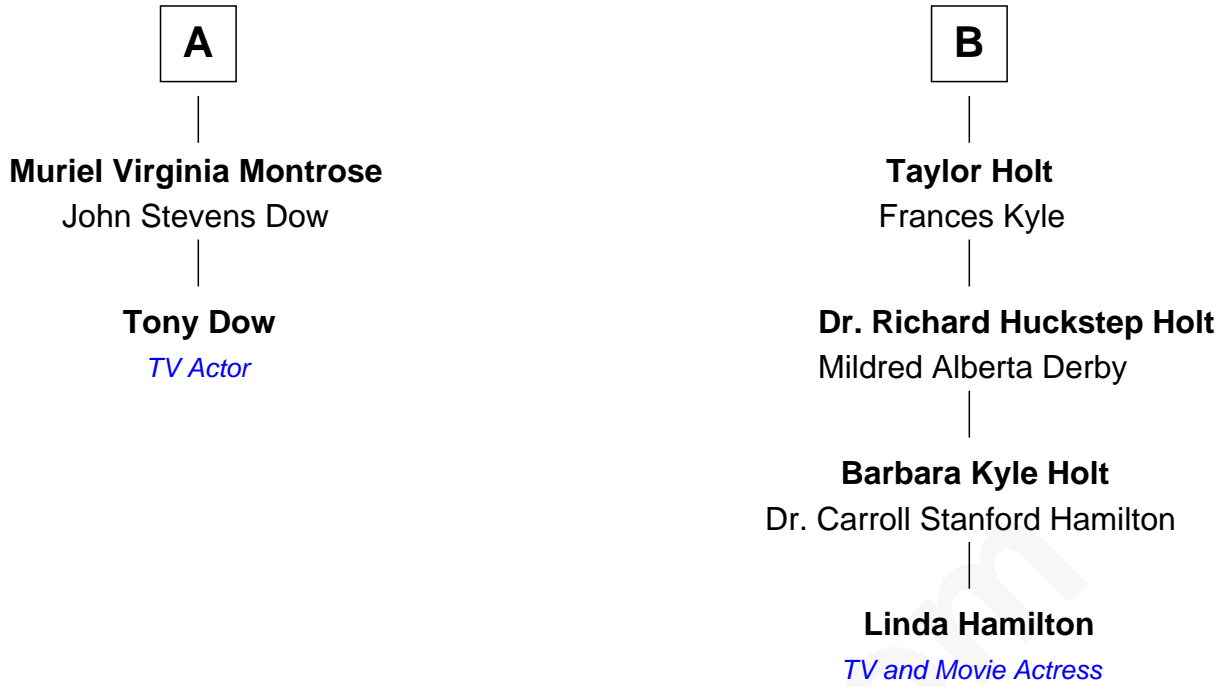 A
Muriel Virginia Montrose
John Stevens Dow
Tony Dow
TV Actor
B
Taylor Holt
Frances Kyle
Dr. Richard Huckstep Holt
Mildred Alberta Derby
Barbara Kyle Holt
Dr. Carroll Stanford Hamilton
Linda Hamilton
TV and Movie Actress